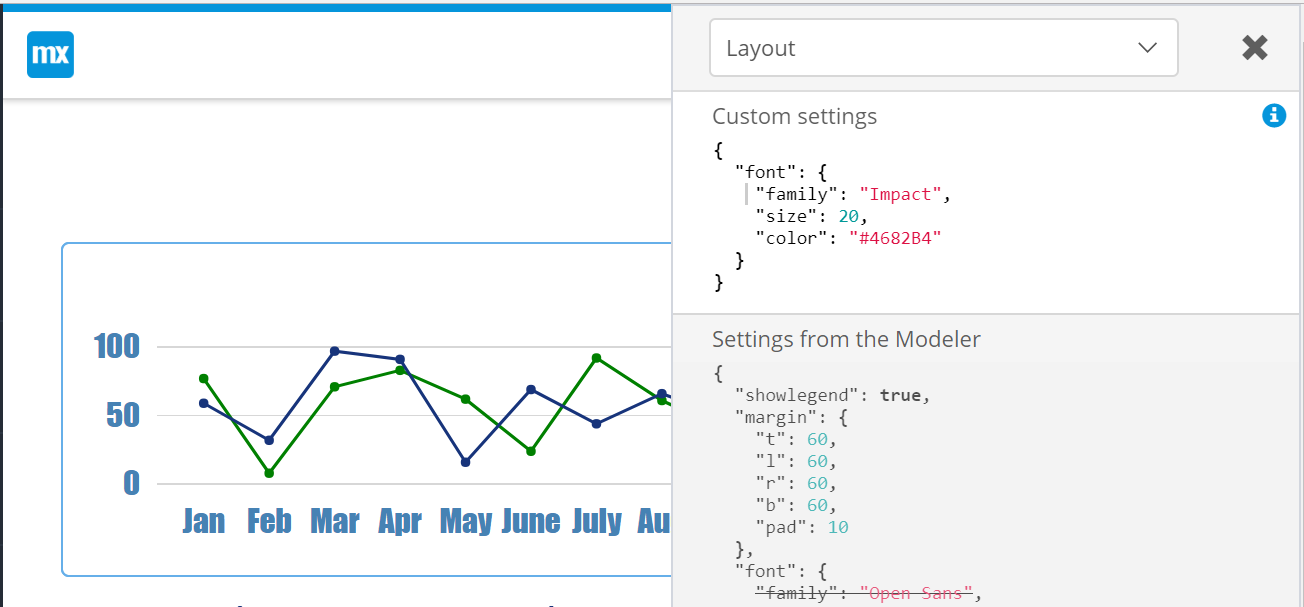 mx
Layout
Custom settings
{
"font": {
"family": "Impact",
"size": 20,
"color": "#4682B4"
}
}
100
50
0
Jan Feb Mar Apr May June July Au
Settings from the Modeler
{
"showlegend": true,
"margin": {
"t": 60,
"l": 60,
"r": 60,
"b": 60,
"pad": 10
},
"font": {
"family": "Open Sans",